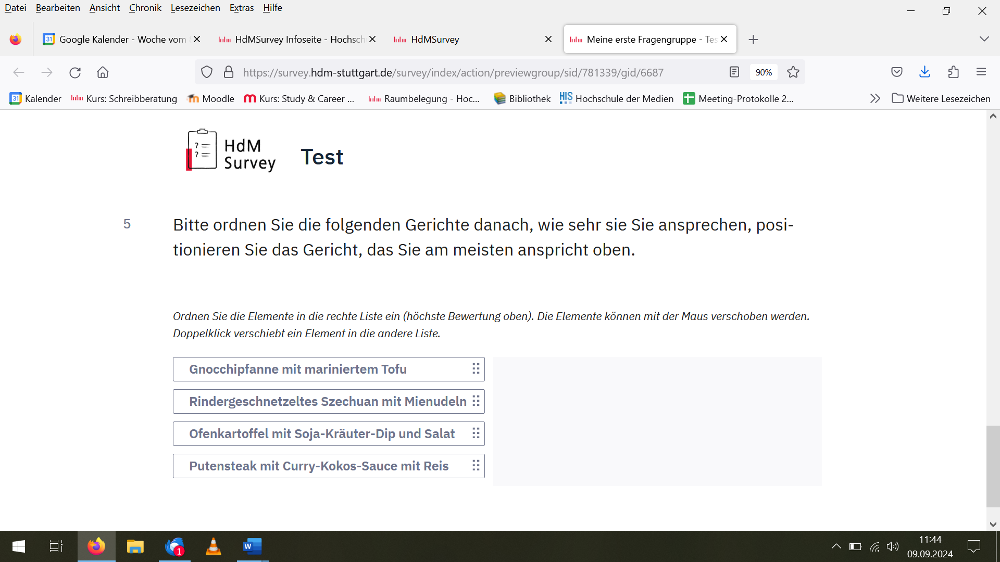 Datei Bearbeiten Ansicht Chronik Lesezeichen Extras Hilfe
31 Google Kalender - Woche vom HdMSurvey Infoseite - Hochsch HdMSurvey Meine erste Fragengruppe - Tes
https://survey.hdm-stuttgart.de/survey/index/action/previewgroup/sid/781339/gid/6687 90%
31 Kalender Kurs: Schreibberatung Moodle Kurs: Study & Career ... Raumbelegung - Hoc... Bibliothek HIS Hochschule der Medien Meeting-Protokolle 2... Weitere Lesezeichen
? ? HdM
Survey
Test
5 Bitte ordnen Sie die folgenden Gerichte danach, wie sehr sie Sie ansprechen, posi-
tionieren Sie das Gericht, das Sie am meisten anspricht oben.
Ordnen Sie die Elemente in die rechte Liste ein (höchste Bewertung oben). Die Elemente können mit der Maus verschoben werden.
Doppelklick verschiebt ein Element in die andere Liste.
Gnocchipfanne mit mariniertem Tofu
Rindergeschnetzeltes Szechuan mit Mienudeln
Ofenkartoffel mit Soja-Kräuter-Dip und Salat
Putensteak mit Curry-Kokos-Sauce mit Reis
1 W 11:44
09.09.2024